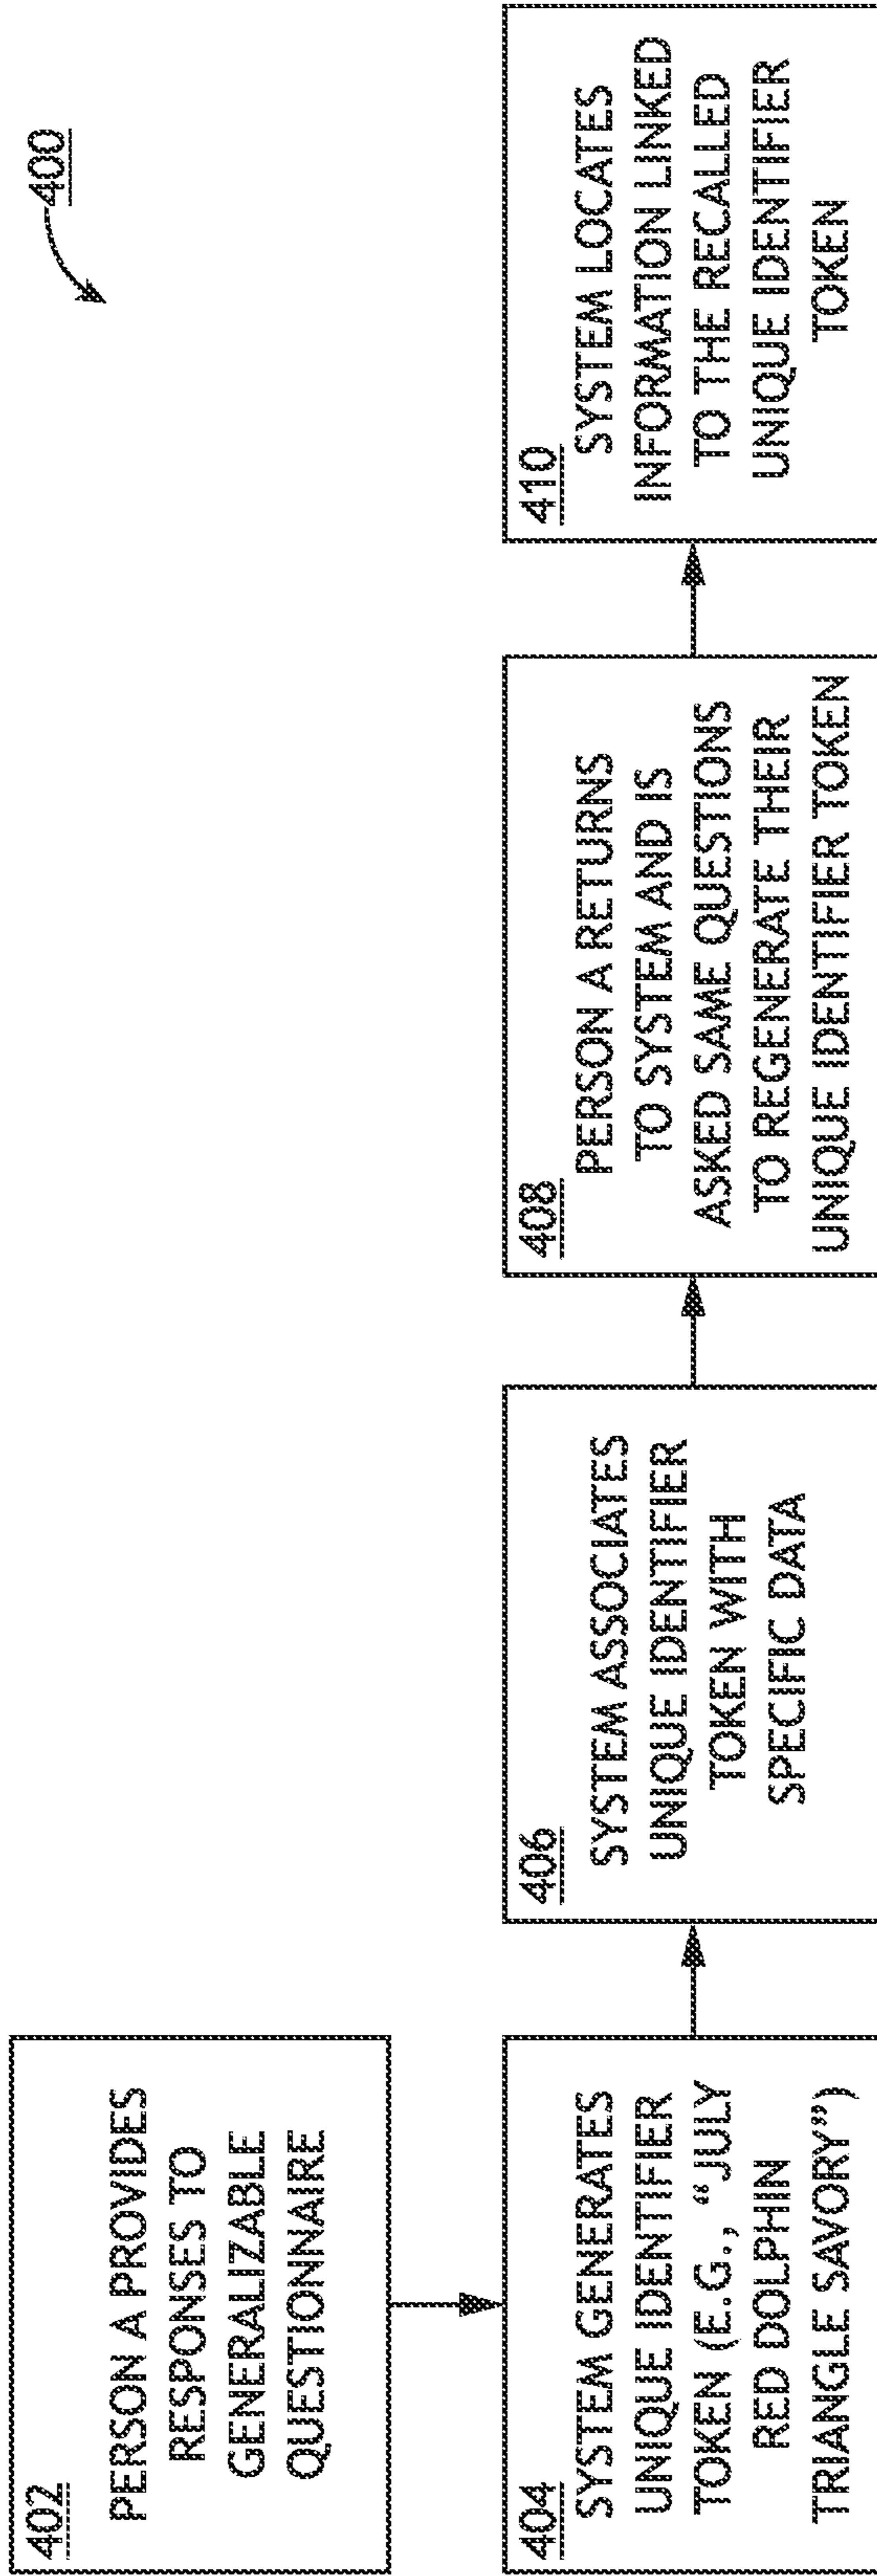 400
402
PERSON A PROVIDES
RESPONSES TO
GENERALIZABLE
QUESTIONNAIRE
404
SYSTEM GENERATES
UNIQUE IDENTIFIER
TOKEN (E.G., “JULY
RED DOLPHIN
TRIANGLE SAVORY”)
406
SYSTEM ASSOCIATES
UNIQUE IDENTIFIER
TOKEN WITH
SPECIFIC DATA
408
PERSON A RETURNS
TO SYSTEM AND IS
ASKED SAME QUESTIONS
TO REGENERATE THEIR
UNIQUE IDENTIFIER TOKEN
410
SYSTEM LOCATES
INFORMATION LINKED
TO THE RECALLED
UNIQUE IDENTIFIER
TOKEN